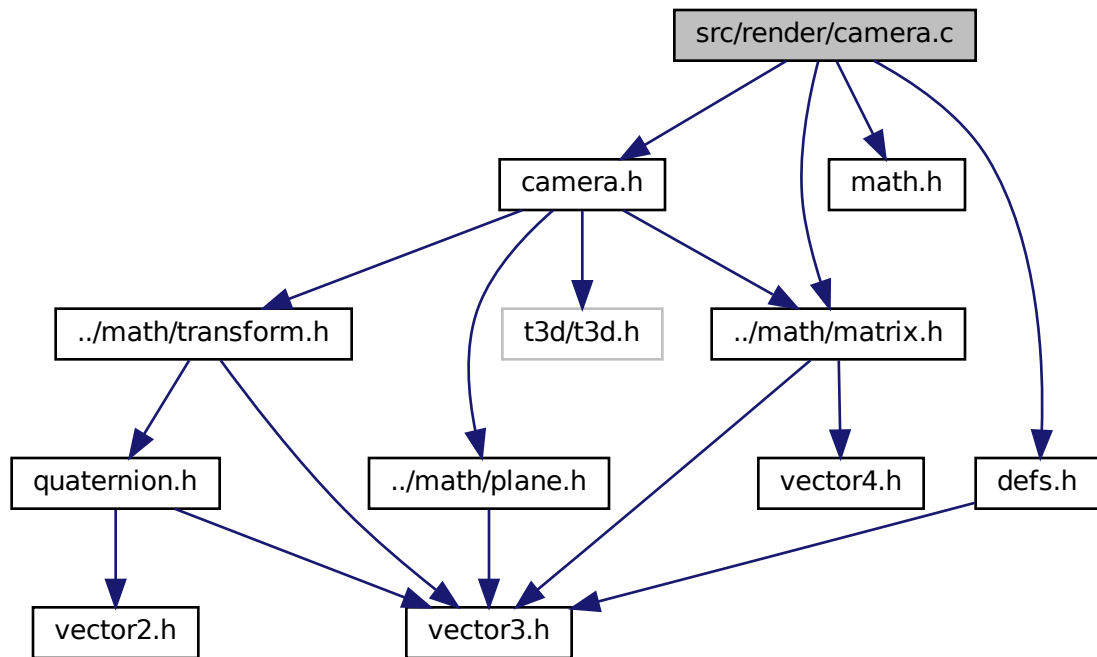 src/render/camera.c
camera.h
math.h
../math/transform.h
t3d/t3d.h
../math/matrix.h
quaternion.h
../math/plane.h
vector4.h
defs.h
vector2.h
vector3.h